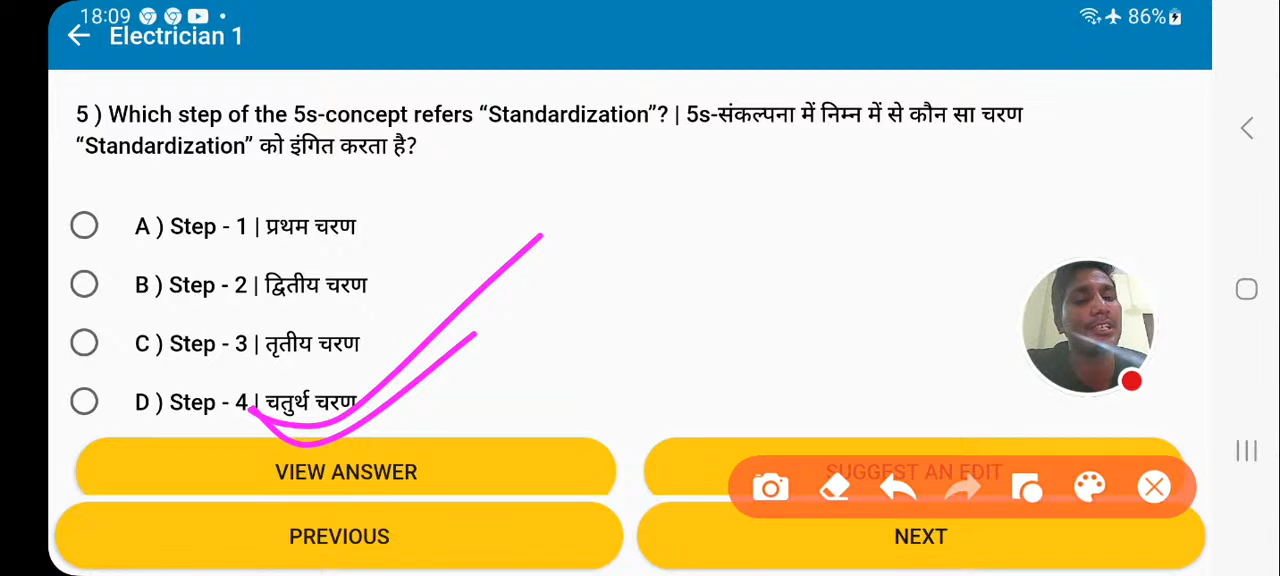 18:09
86%
Electrician 1
5 ) Which step of the 5s-concept refers “Standardization”? | 5s-संकल्पना में निम्न में से कौन सा चरण
“Standardization” को इंगित करता है?
A ) Step - 1 | प्रथम चरण
B ) Step - 2 | द्वितीय चरण
C ) Step - 3 | तृतीय चरण
D ) Step - 4 | चतुर्थ चरण
VIEW ANSWER
SUGGEST AN EDIT
PREVIOUS
NEXT